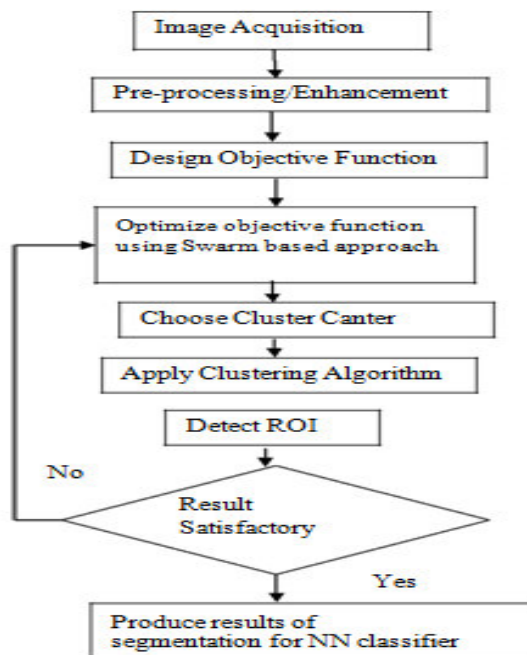 Image Acquisition
Pre-processing/Enhancement
Design Objective Function
Optimize objective function
using Swarm based approach
Choose Cluster Canter
Apply Clustering Algorithm
Detect ROI
No
Result
Satisfactory
Yes
Produce results of
segmentation for NN classifier